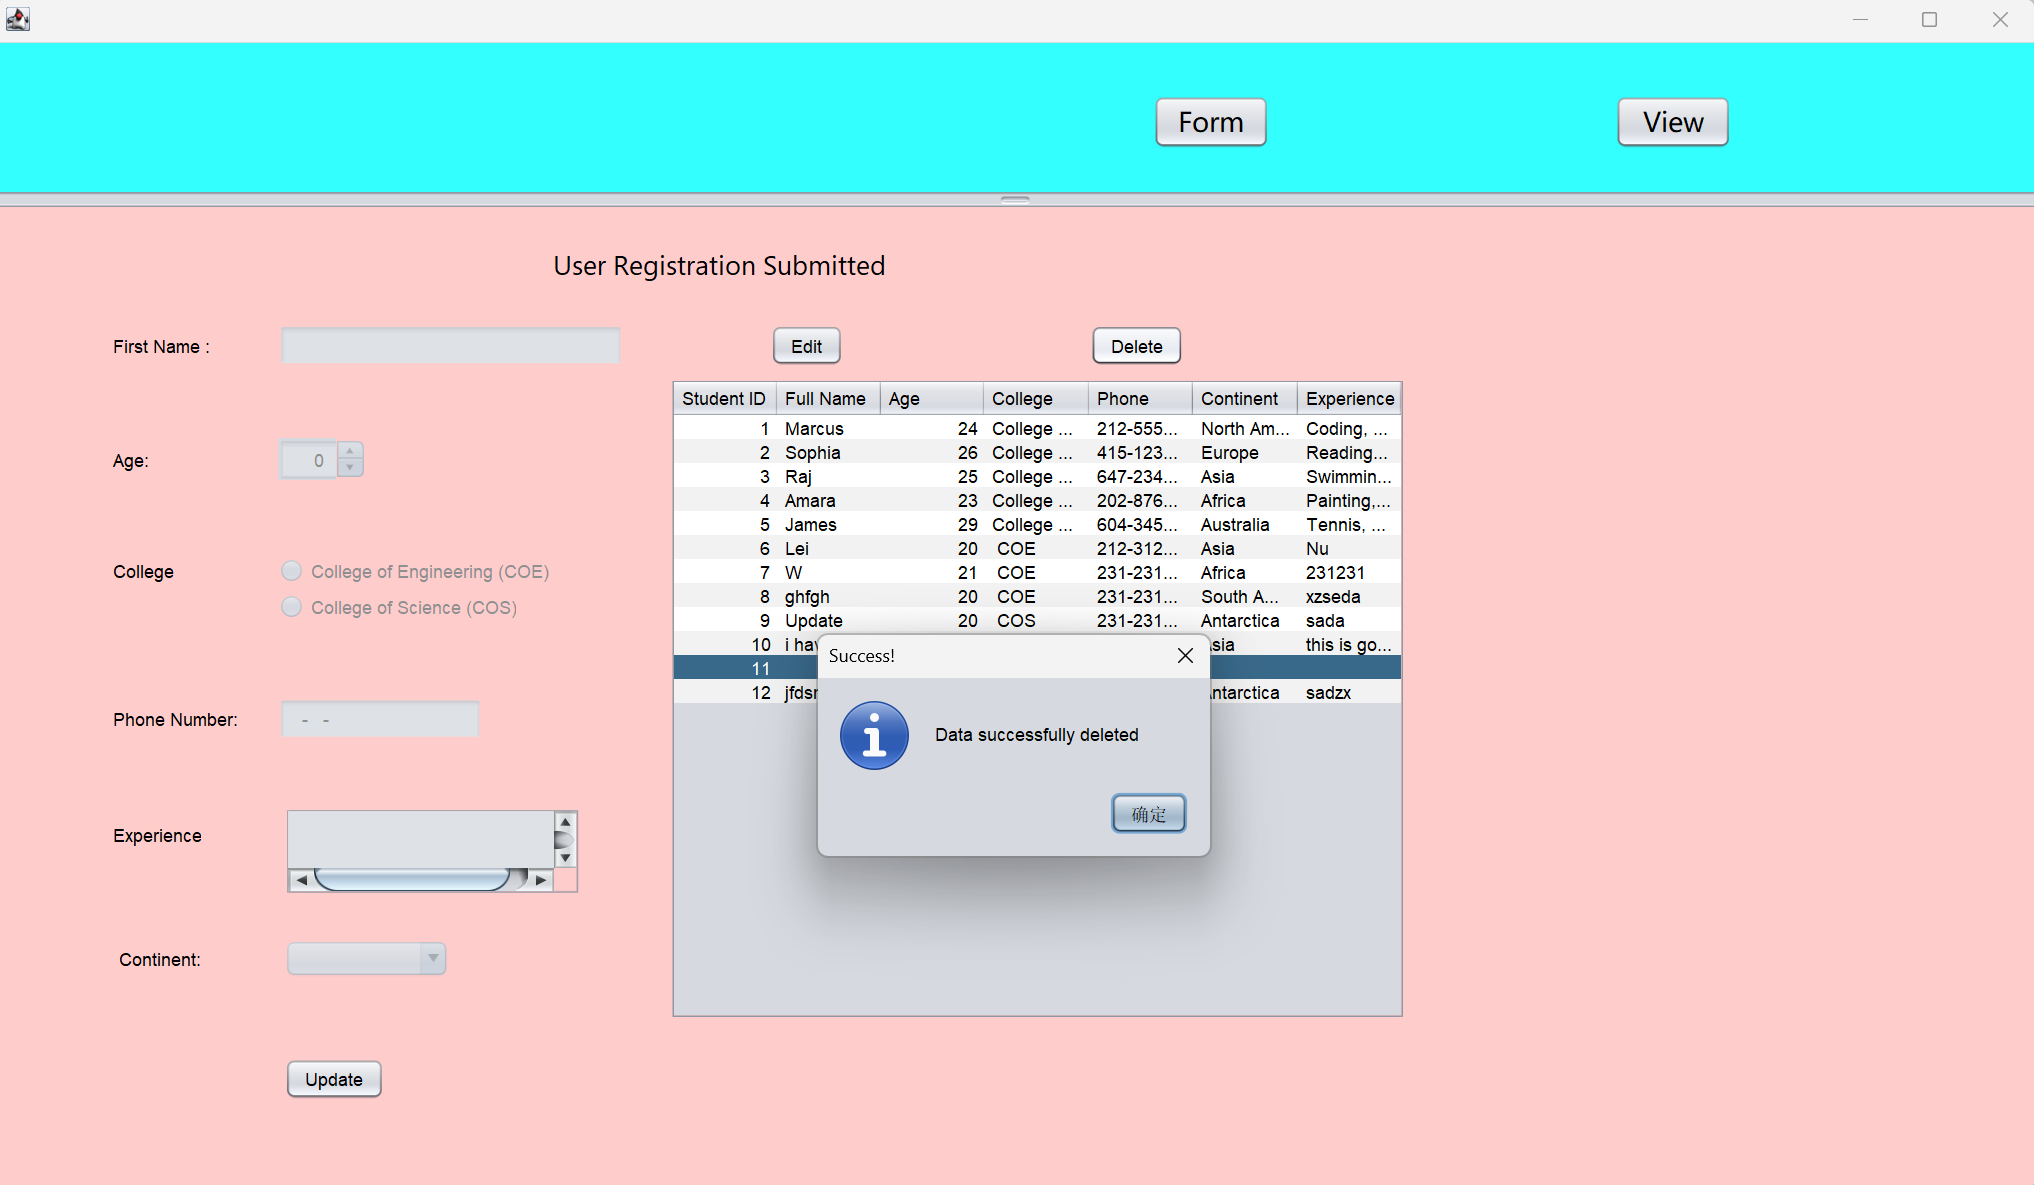 Form View
User Registration Submitted
First Name :
Edit Delete
Student ID Full Name Age College Phone Continent Experience
1 Marcus 24 College ... 212-555... North Am... Coding, ...
2 Sophia 26 College ... 415-123... Europe Reading...
3 Raj 25 College ... 647-234... Asia Swimmin...
4 Amara 23 College ... 202-876... Africa Painting,...
5 James 29 College ... 604-345... Australia Tennis, ...
6 Lei 20 COE 212-312... Asia Nu
7 W 21 COE 231-231... Africa 231231
8 ghfgh 20 COE 231-231... South A... xzseda
9 Update 20 COS 231-231... Antarctica sada
10 i hav sia this is go...
11
12 jfdsr ntarctica sadzx
Success!
Data successfully deleted
确定
Age:
0
College
College of Engineering (COE)
College of Science (COS)
Phone Number:
- -
Experience
Continent:
Update